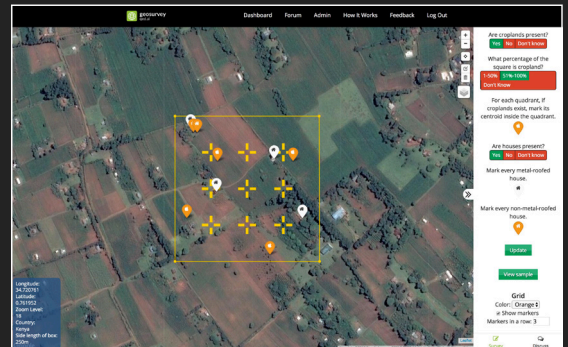 geosurvey
Dashboard Forum Admin How It Works Feedback Log Out
+
−
Are croplands present?
Yes No Don't know
What percentage of the
square is cropland?
1-50% 51%-100%
Don't Know
For each quadrant, if
croplands exist, mark its
centroid inside the quadrant.
Are houses present?
Yes No Don't know
Mark every metal-roofed
house.
Mark every non-metal-roofed
house.
Update
View sample
Grid
Color: Orange
Show markers
Markers in a row: 3
Survey Discuss
Longitude:
34.720761
Latitude:
0.761952
Zoom Level:
18
Country:
Kenya
Side length of box:
250m